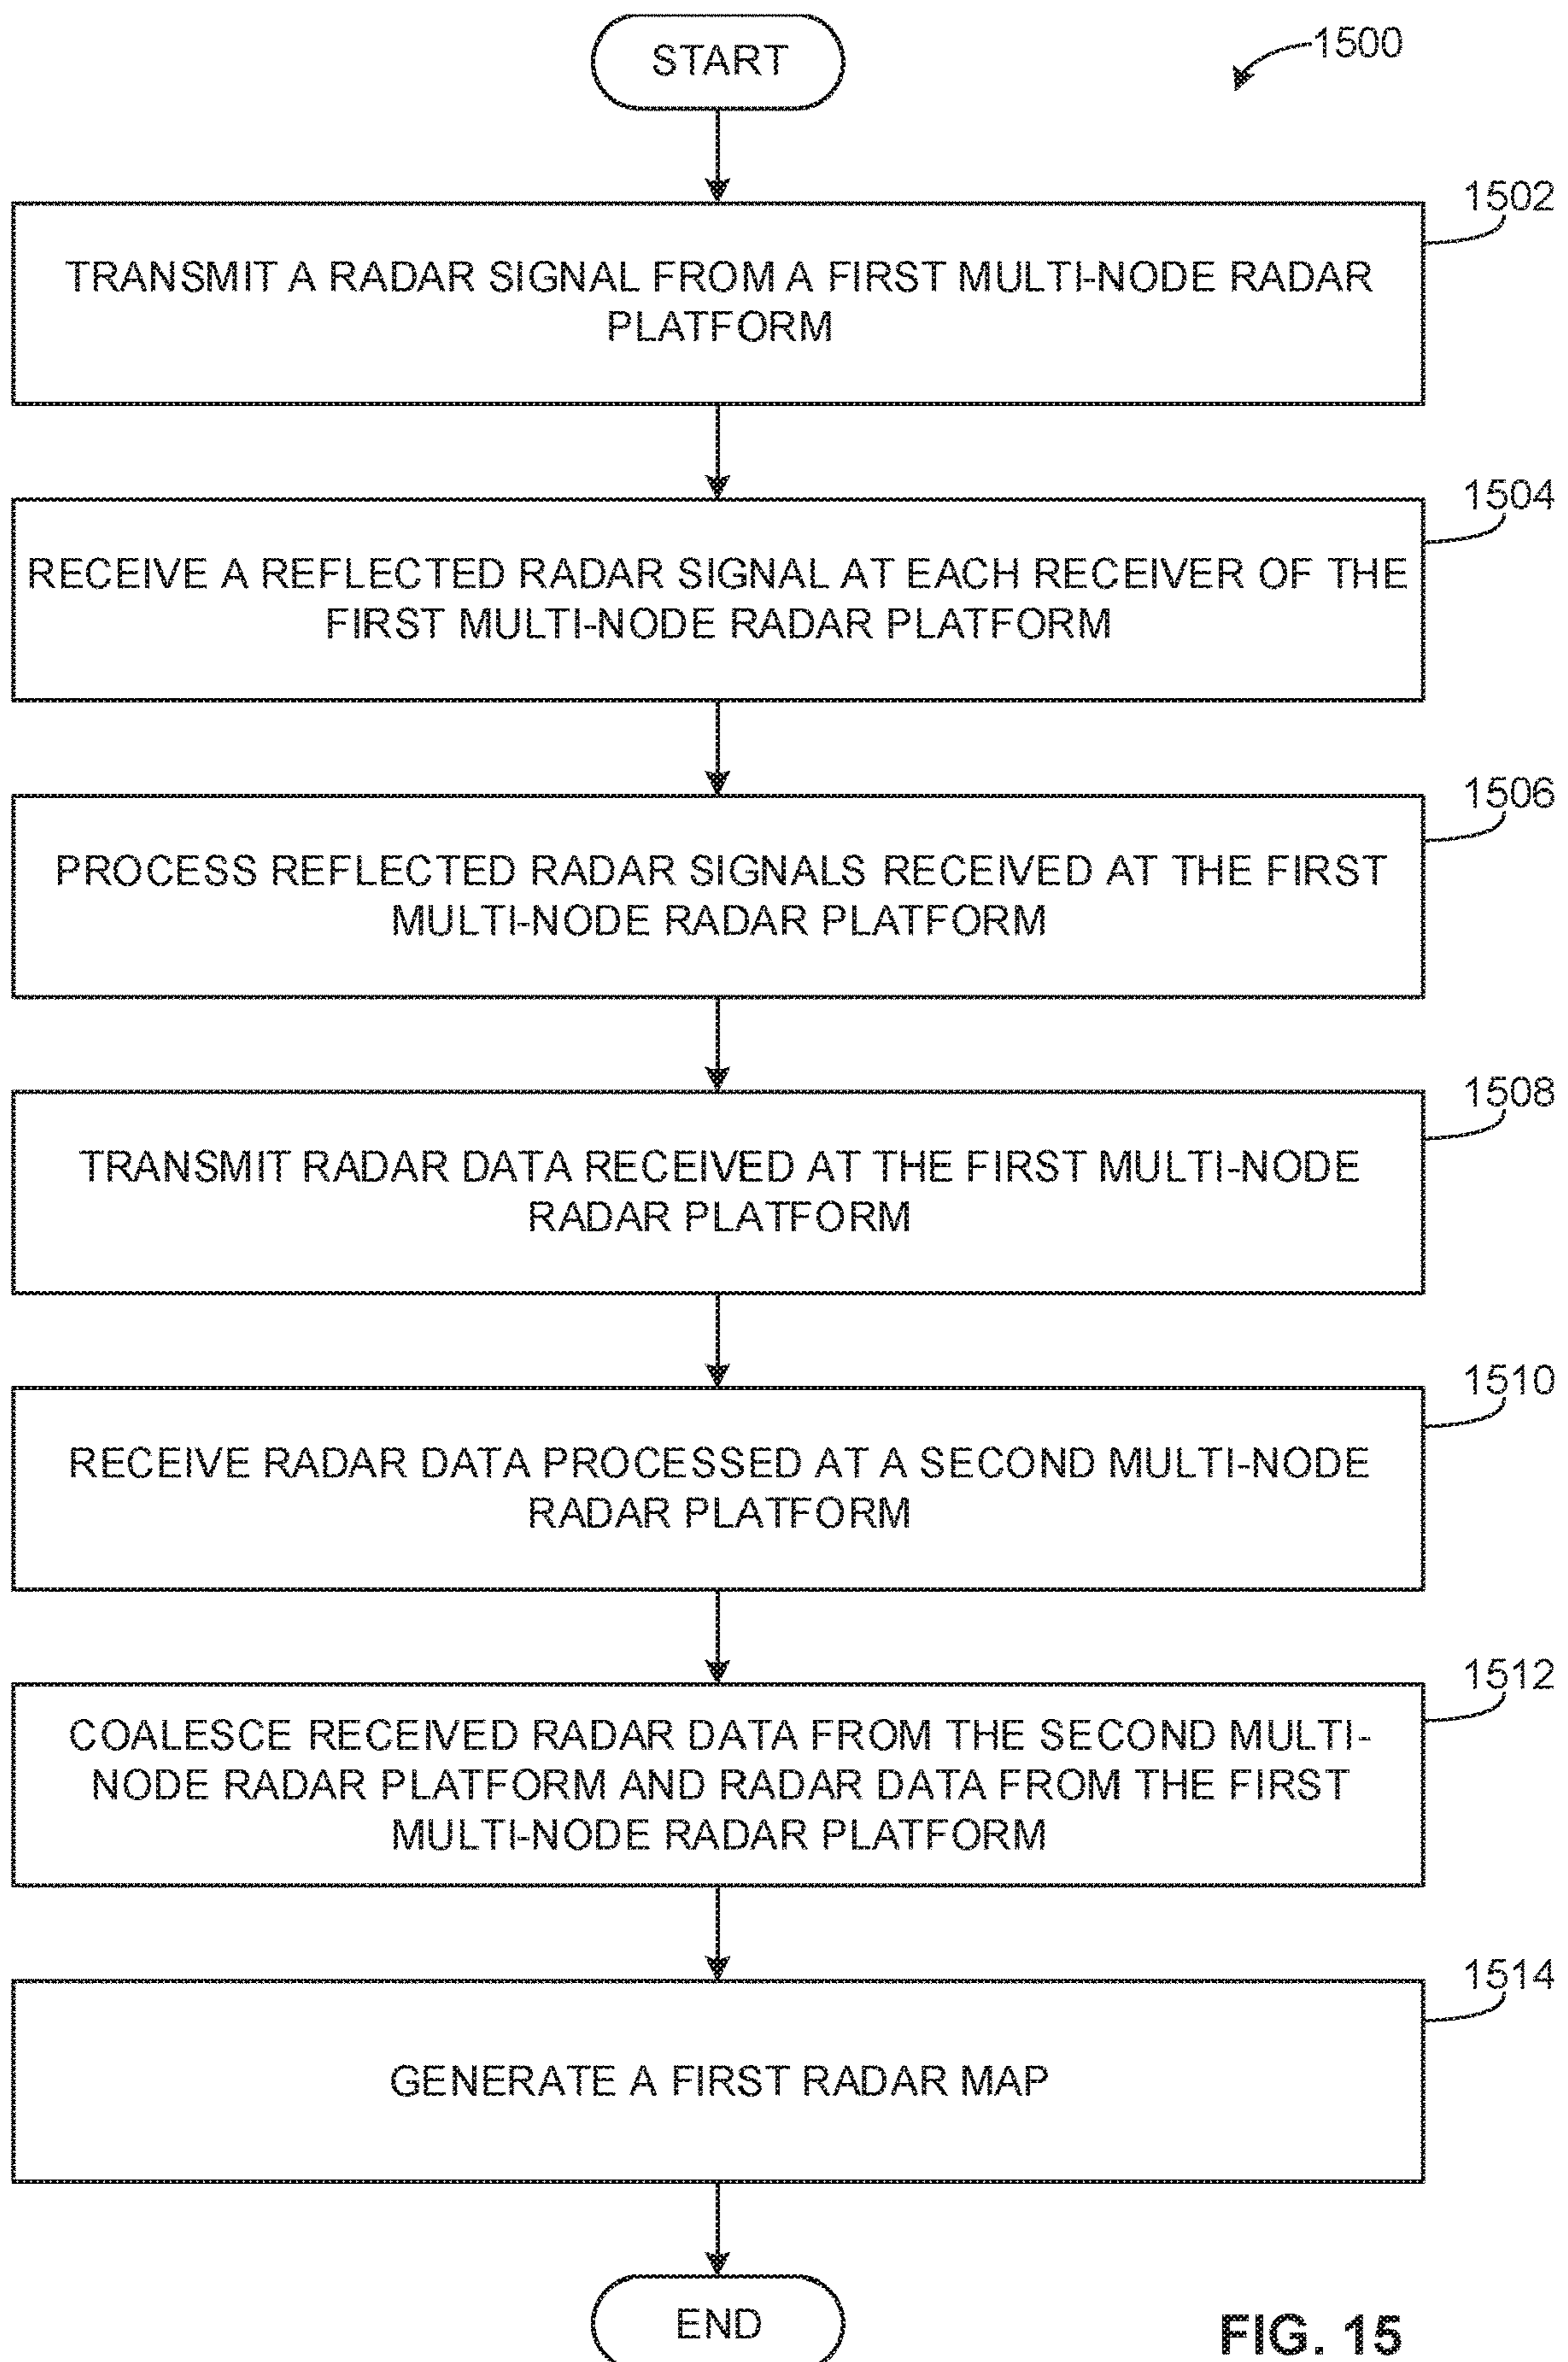 START
1500
1502
TRANSMIT A RADAR SIGNAL FROM A FIRST MULTI-NODE RADAR
PLATFORM
1504
RECEIVE A REFLECTED RADAR SIGNAL AT EACH RECEIVER OF THE
FIRST MULTI-NODE RADAR PLATFORM
1506
PROCESS REFLECTED RADAR SIGNALS RECEIVED AT THE FIRST
MULTI-NODE RADAR PLATFORM
1508
TRANSMIT RADAR DATA RECEIVED AT THE FIRST MULTI-NODE
RADAR PLATFORM
1510
RECEIVE RADAR DATA PROCESSED AT A SECOND MULTI-NODE
RADAR PLATFORM
1512
COALESCE RECEIVED RADAR DATA FROM THE SECOND MULTI-
NODE RADAR PLATFORM AND RADAR DATA FROM THE FIRST
MULTI-NODE RADAR PLATFORM
1514
GENERATE A FIRST RADAR MAP
END
FIG. 15